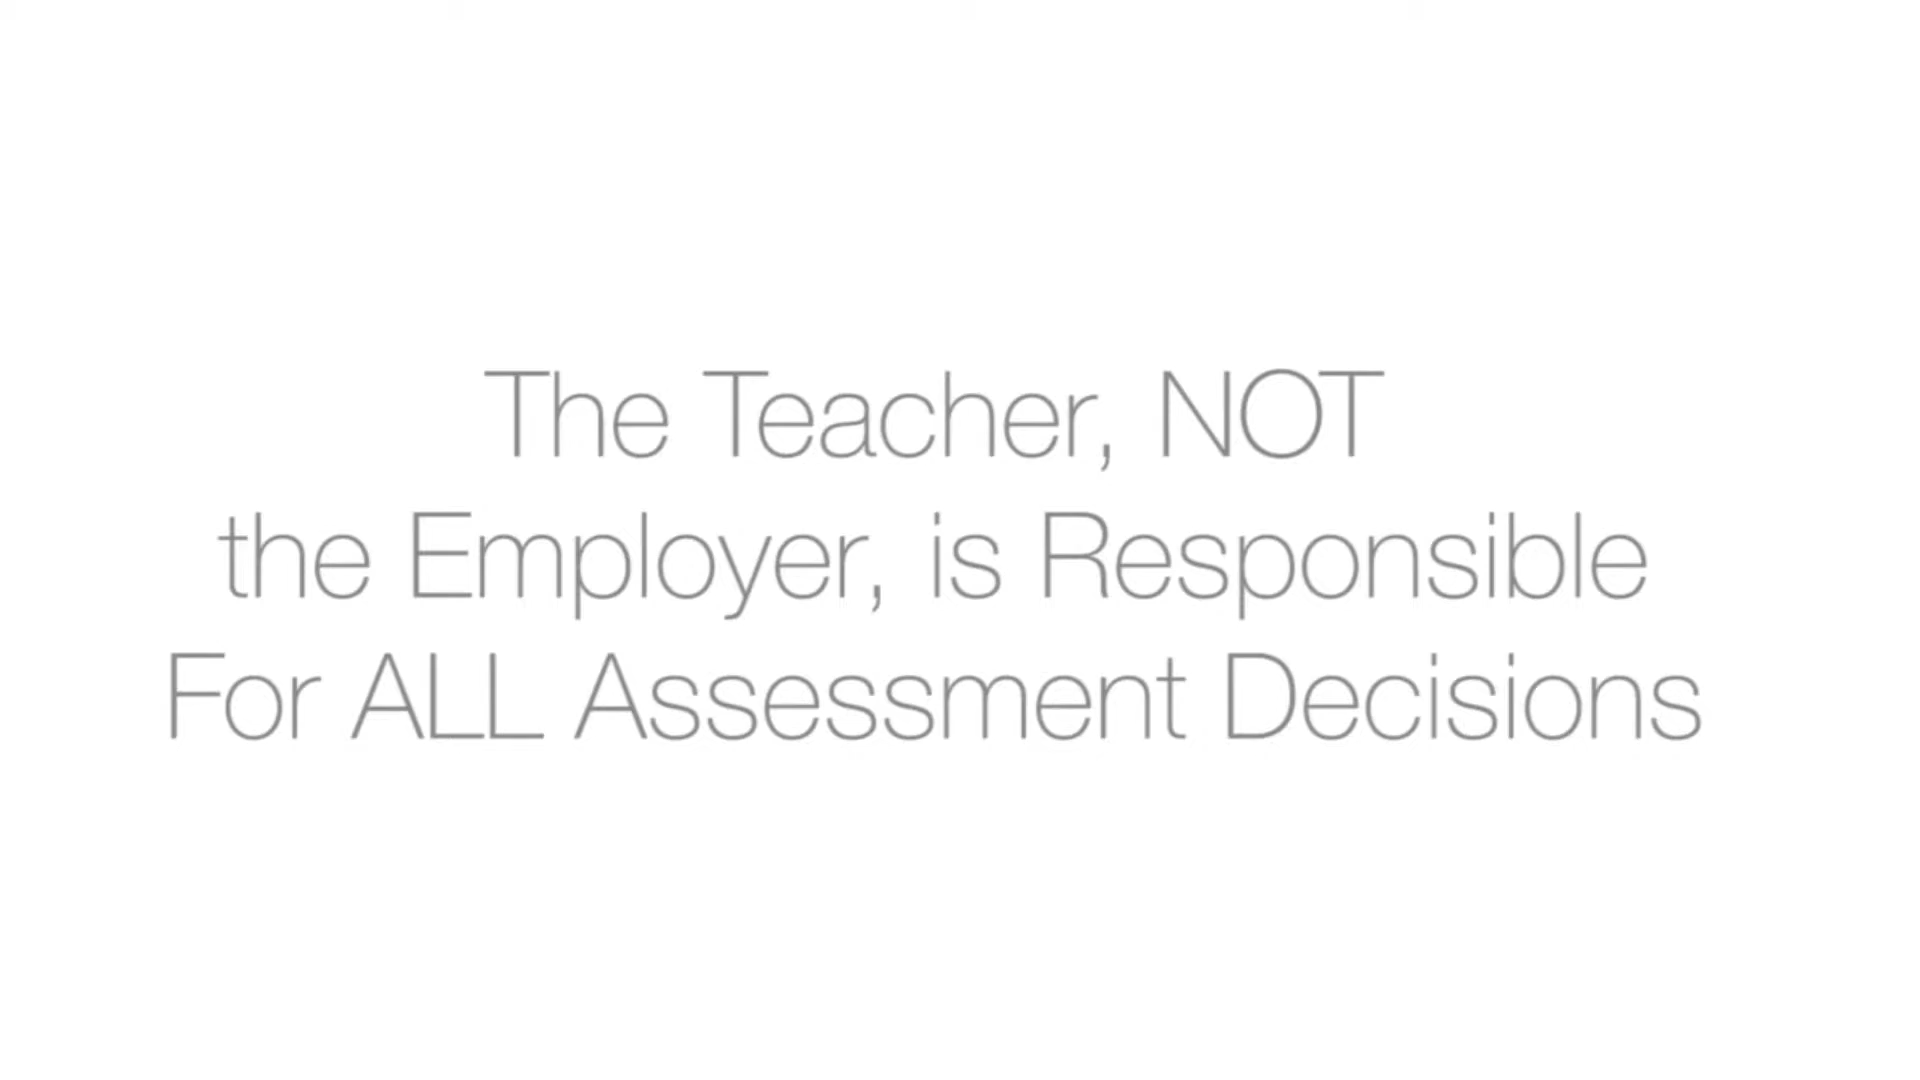 The Teacher, NOT
the Employer, is Responsible
For ALL Assessment Decisions